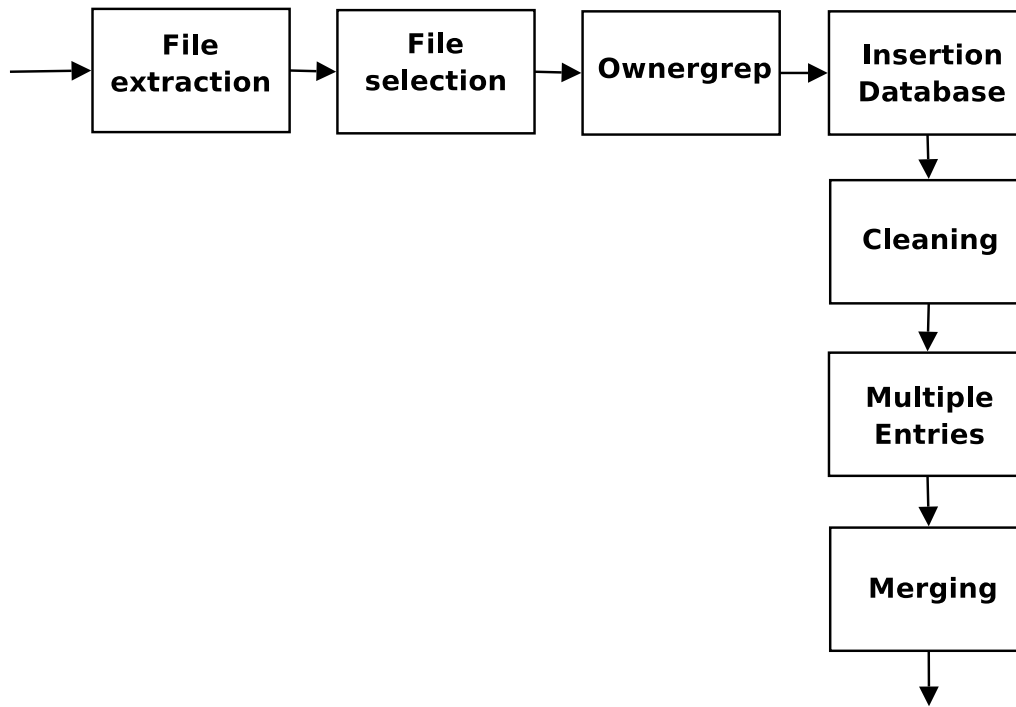 File
extraction
File
selection
Ownergrep
Insertion
Database
Cleaning
Multiple
Entries
Merging